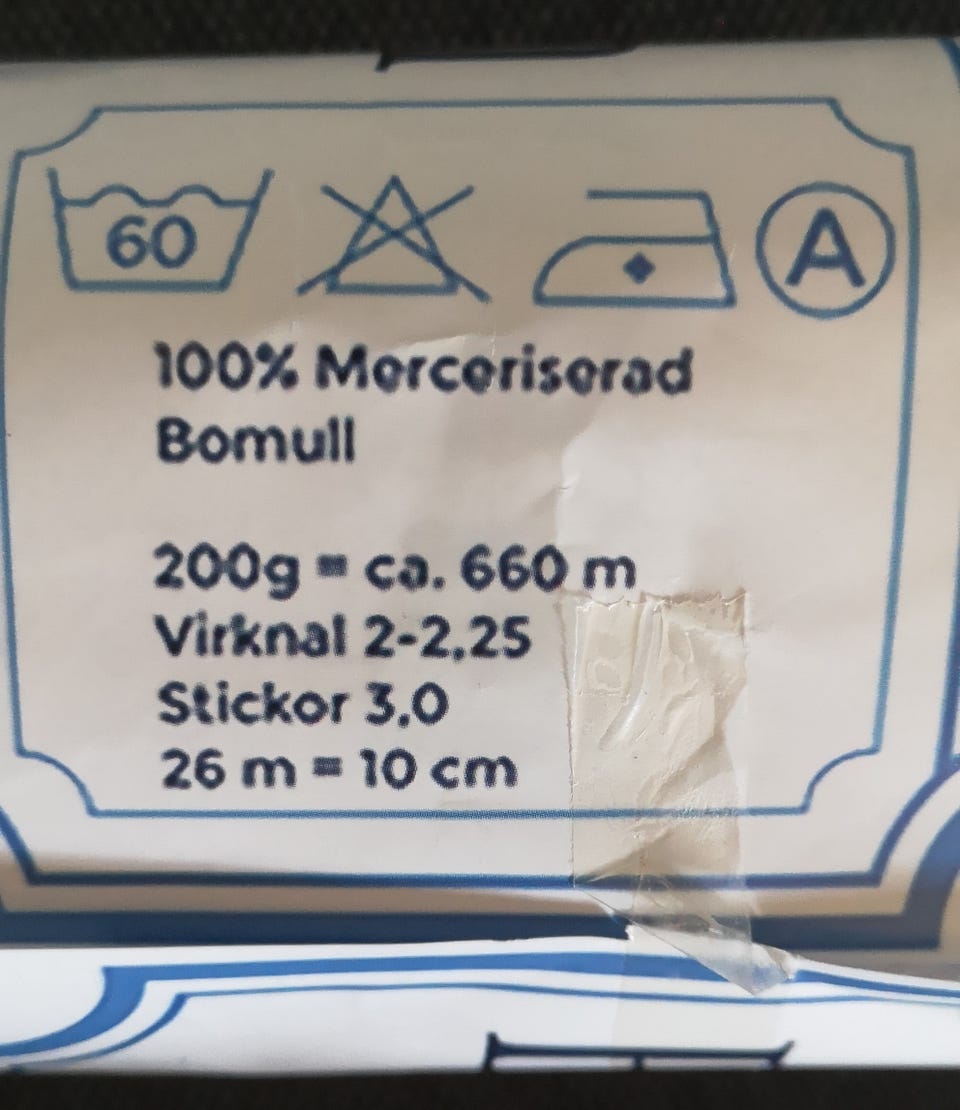 60
A
100% Merceriserad
Bomull
200g = ca. 660 m
Virknal 2-2,25
Stickor 3,0
26 m = 10 cm